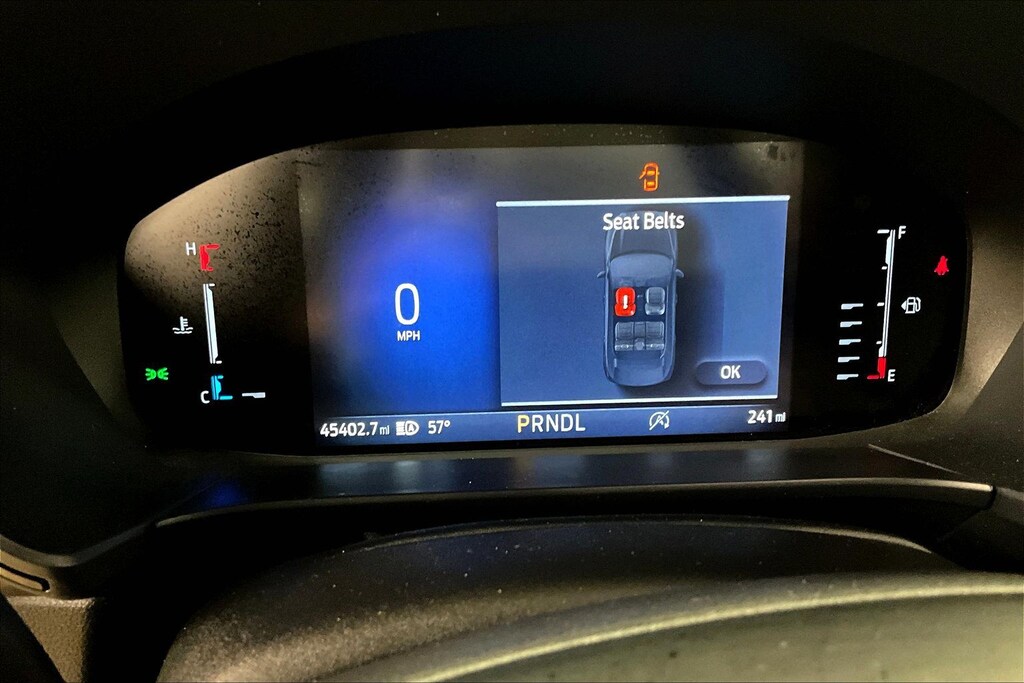 Seat Belts
H
F
0
MPH
OK
C
E
45402.7 mi A 57° PRNDL A 241 mi